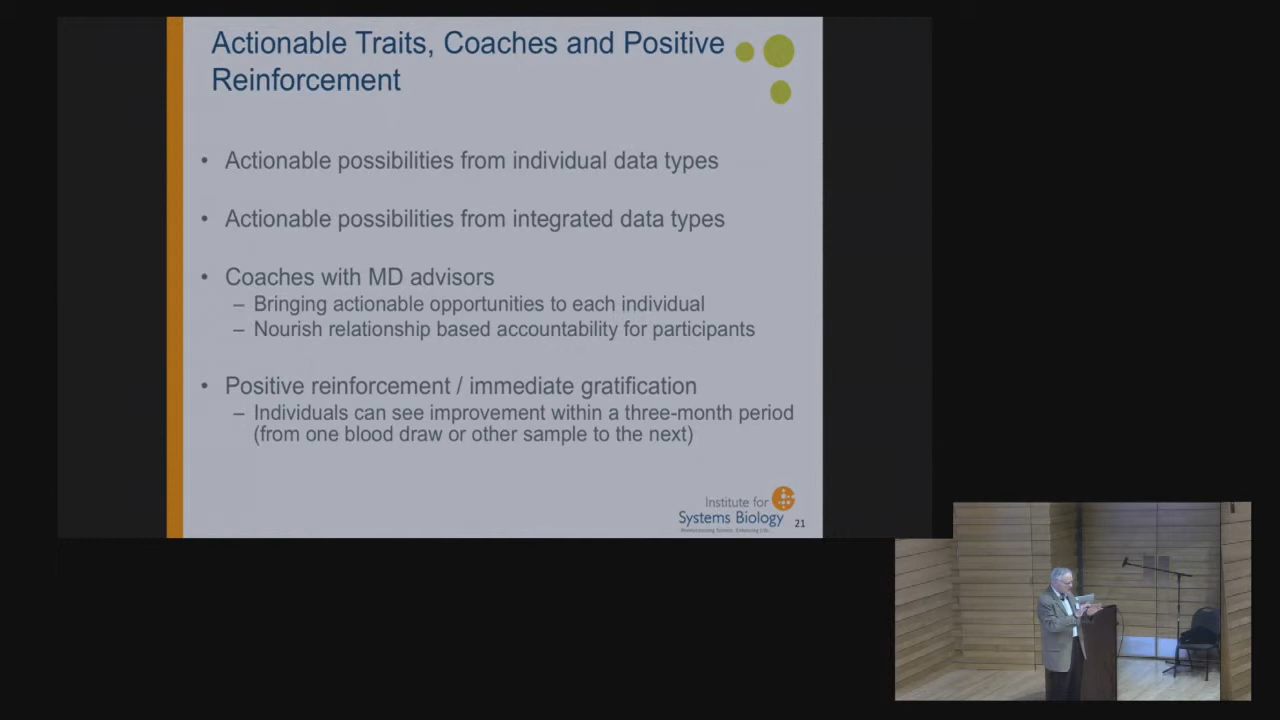 Actionable Traits, Coaches and Positive
Reinforcement
• Actionable possibilities from individual data types
• Actionable possibilities from integrated data types
• Coaches with MD advisors
– Bringing actionable opportunities to each individual
– Nourish relationship based accountability for participants
• Positive reinforcement / immediate gratification
– Individuals can see improvement within a three-month period
(from one blood draw or other sample to the next)
Institute for
Systems Biology
21